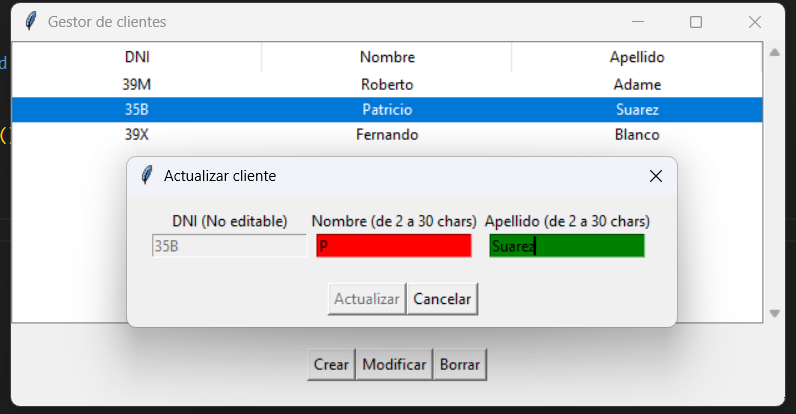 Gestor de clientes
DNI Nombre Apellido
39M Roberto Adame
35B Patricio Suarez
39X Fernando Blanco
Actualizar cliente
DNI (No editable) Nombre (de 2 a 30 chars) Apellido (de 2 a 30 chars)
35B P Suarez
Actualizar Cancelar
Crear Modificar Borrar
d
()